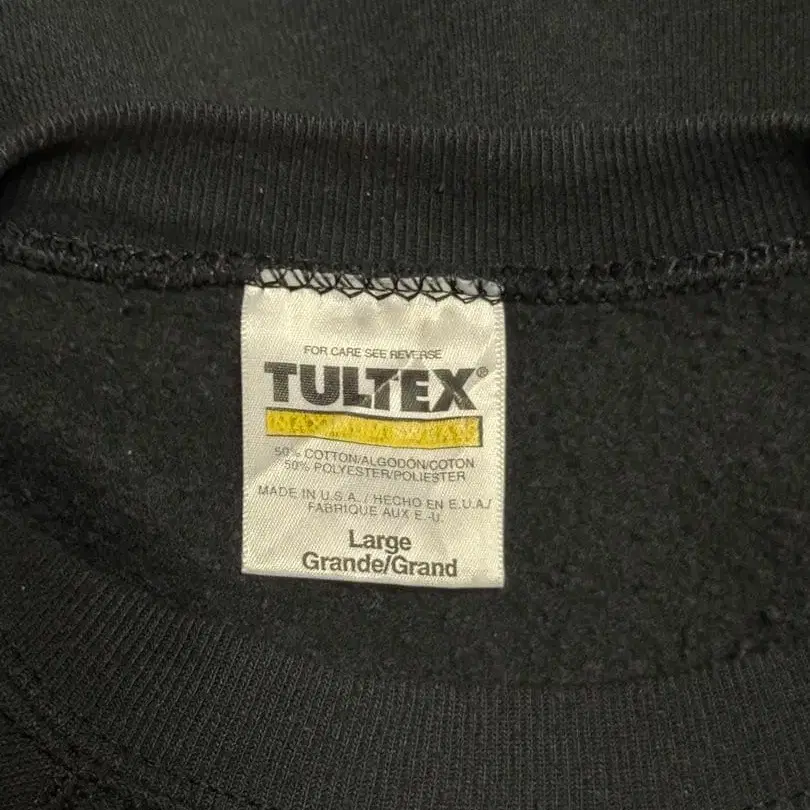 FOR CARE SEE REVERSE
TULTEX®
50% COTTON/ALGODÓN/COTON
50% POLYESTER/POLIESTER
MADE IN U.S.A. / HECHO EN E.U.A./
FABRIQUE AUX E.-U.
Large
Grande/Grand